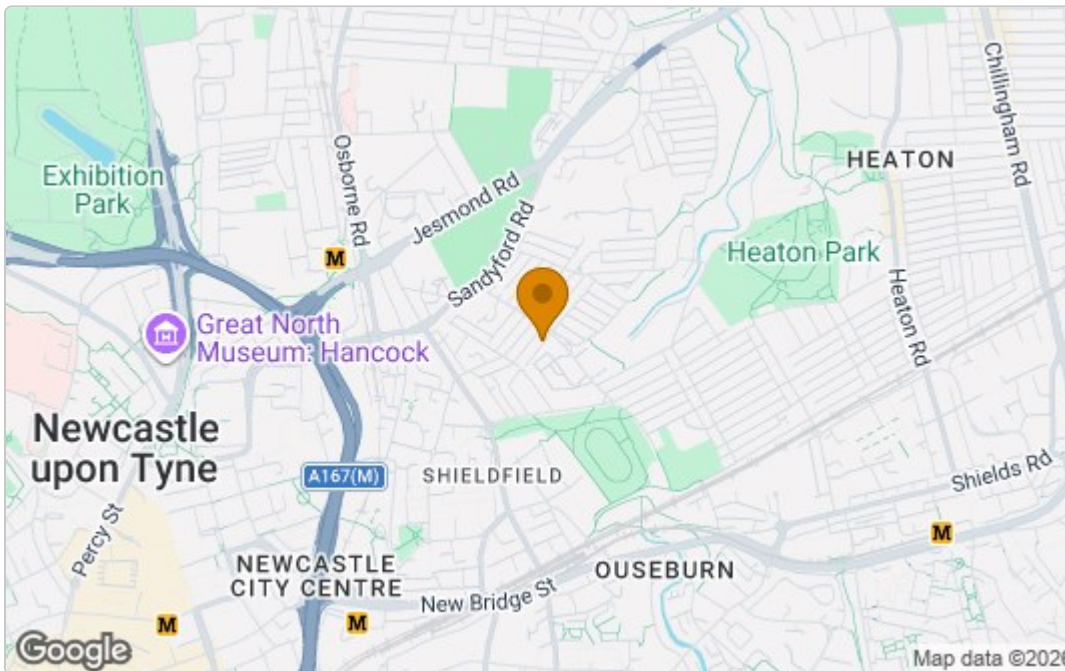 Chillingham Rd
Osborne Rd
HEATON
Exhibition
Park
Jesmond Rd
Sandyford Rd
Heaton Park
Heaton Rd
M
Great North
Museum: Hancock
Newcastle
upon Tyne
A167(M)
SHIELDFIELD
Shields Rd
Percy St
M
NEWCASTLE
CITY CENTRE
OUSEBURN
New Bridge St
M
M
Google
Map data ©2026